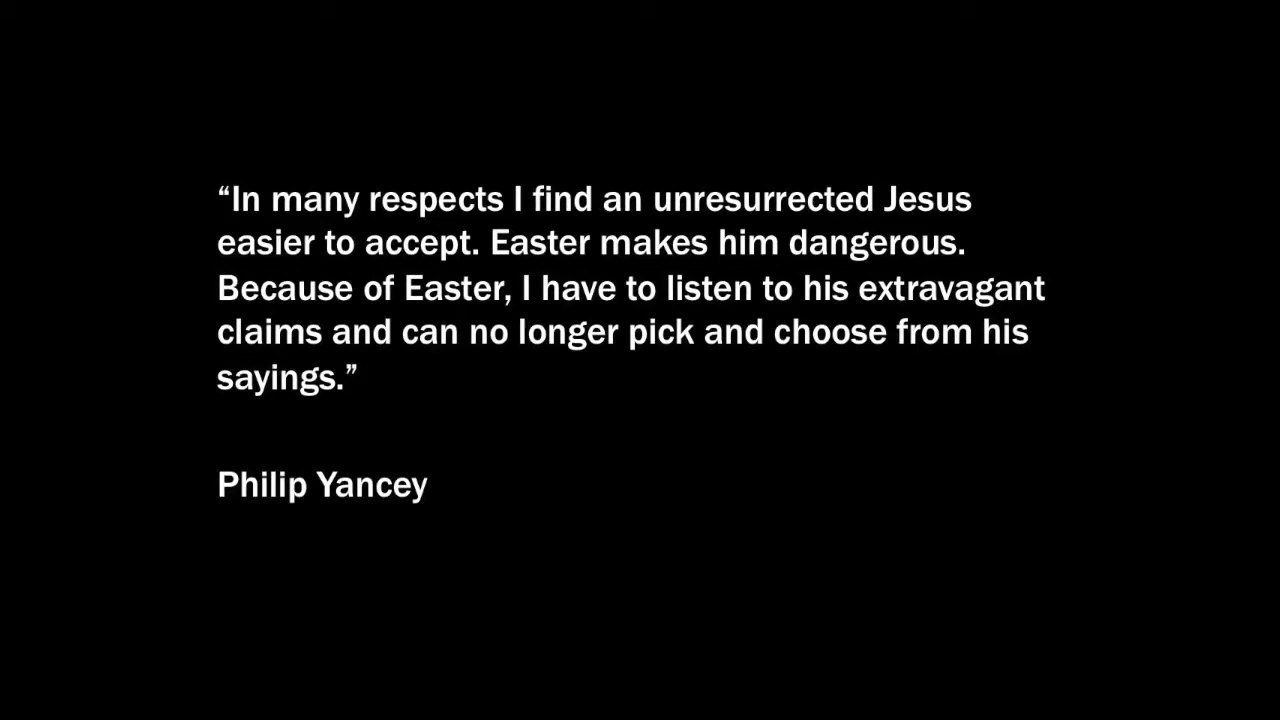 “In many respects I find an unresurrected Jesus
easier to accept. Easter makes him dangerous.
Because of Easter, I have to listen to his extravagant
claims and can no longer pick and choose from his
sayings.”
Philip Yancey